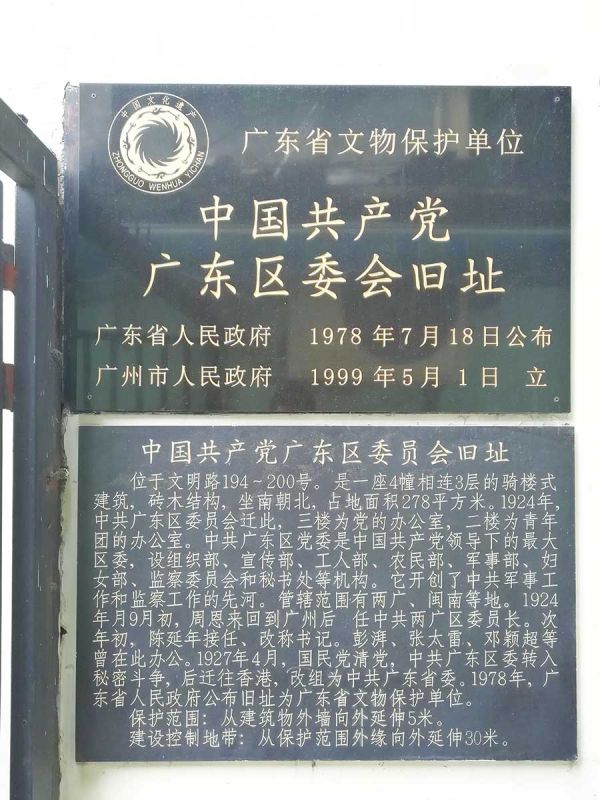 中国文化遗产
ZHONGGUO WENHUA YICHAN
广东省文物保护单位
中国共产党
广东区委会旧址
广东省人民政府 1978年7月18日公布
广州市人民政府 1999年5月1日 立
中国共产党广东区委员会旧址
位于文明路194～200号。是一座4幢相连3层的骑楼式
建筑，砖木结构，坐南朝北，占地面积278平方米。1924年，
中共广东区委员会迁此，三楼为党的办公室，二楼为青年
团的办公室。中共广东区党委是中国共产党领导下的最大
区委，设组织部、宣传部、工人部、农民部、军事部、妇
女部、监察委员会和秘书处等机构。它开创了中共军事工
作和监察工作的先河。管辖范围有两广、闽南等地。1924
年月9月初，周恩来回到广州后 任中共两广区委员长。次
年初，陈延年接任、改称书记。彭湃、张太雷、邓颖超等
曾在此办公。1927年4月，国民党清党，中共广东区委转入
秘密斗争，后迁往香港，改组为中共广东省委。1978年，广
东省人民政府公布旧址为广东省文物保护单位。
保护范围：从建筑物外墙向外延伸5米。
建设控制地带：从保护范围外缘向外延伸30米。